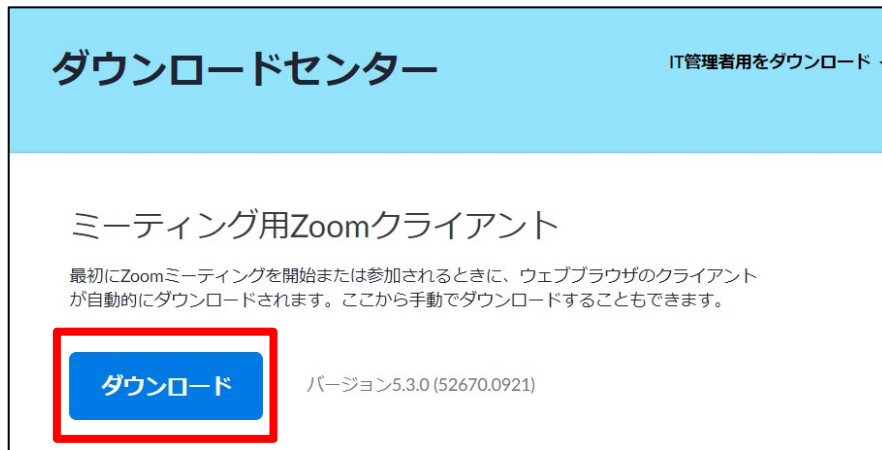 ダウンロードセンター
IT管理者用をダウンロード
ミーティング用Zoomクライアント
最初にZoomミーティングを開始または参加されるときに、ウェブブラウザのクライアント
が自動的にダウンロードされます。ここから手動でダウンロードすることもできます。
ダウンロード
バージョン5.3.0 (52670.0921)